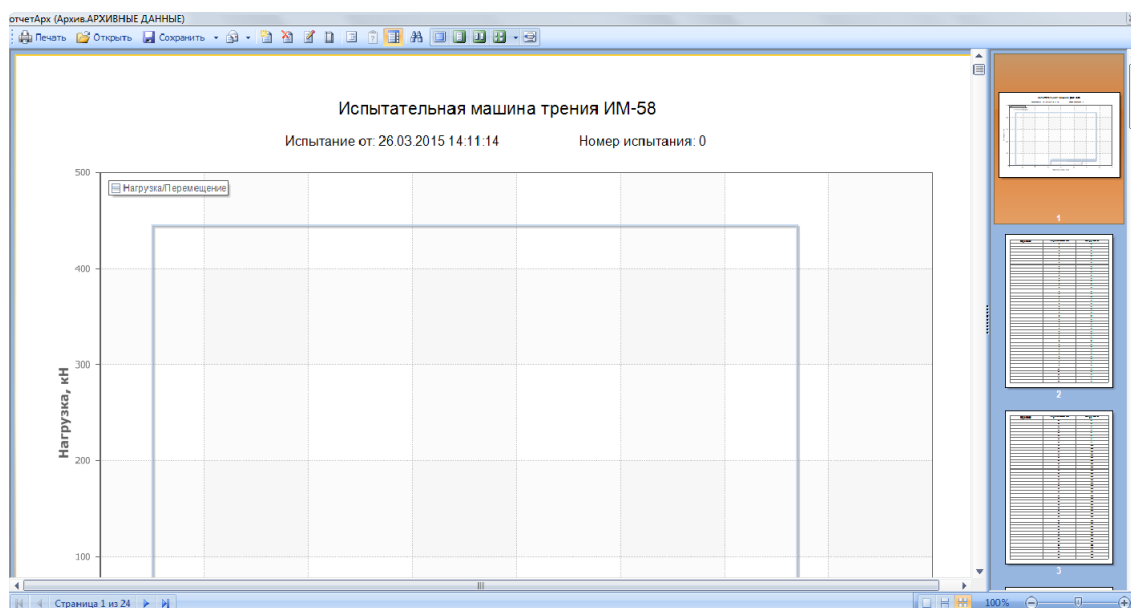 отчетАрх (Архив.АРХИВНЫЕ ДАННЫЕ)
Печать Открыть Сохранить
Испытательная машина трения ИМ-58
Испытание от: 26.03.2015 14:11:14 Номер испытания: 0
500
Нагрузка/Перемещение
400
300
200
100
Нагрузка, кН
1
2
3
Страница 1 из 24
100%